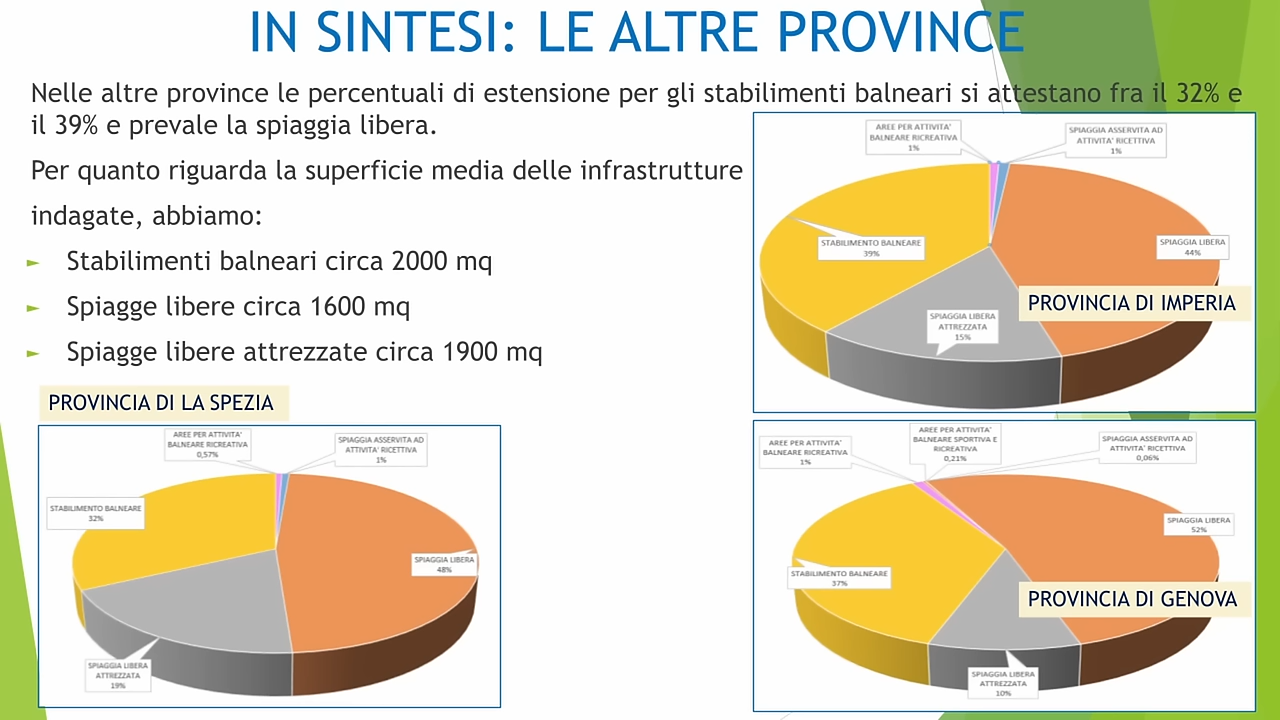 IN SINTESI: LE ALTRE PROVINCE
Nelle altre province le percentuali di estensione per gli stabilimenti balneari si attestano fra il 32% e
il 39% e prevale la spiaggia libera.
Per quanto riguarda la superficie media delle infrastrutture
indagate, abbiamo:
► Stabilimenti balneari circa 2000 mq
► Spiagge libere circa 1600 mq
► Spiagge libere attrezzate circa 1900 mq
AREE PER ATTIVITA'
BALNEARE RICREATIVA
1%
SPIAGGIA ASSERVITA AD
ATTIVITA' RICETTIVA
1%
STABILIMENTO BALNEARE
39%
SPIAGGIA LIBERA
44%
PROVINCIA DI IMPERIA
SPIAGGIA LIBERA
ATTREZZATA
15%
PROVINCIA DI LA SPEZIA
AREE PER ATTIVITA'
BALNEARE RICREATIVA
0,57%
SPIAGGIA ASSERVITA AD
ATTIVITA' RICETTIVA
1%
STABILIMENTO BALNEARE
32%
SPIAGGIA LIBERA
48%
SPIAGGIA LIBERA
ATTREZZATA
19%
AREE PER ATTIVITA'
BALNEARE RICREATIVA
1%
AREE PER ATTIVITA'
BALNEARE SPORTIVA E
RICREATIVA
0,21%
SPIAGGIA ASSERVITA AD
ATTIVITA' RICETTIVA
0,06%
SPIAGGIA LIBERA
52%
STABILIMENTO BALNEARE
37%
PROVINCIA DI GENOVA
SPIAGGIA LIBERA
ATTREZZATA
10%